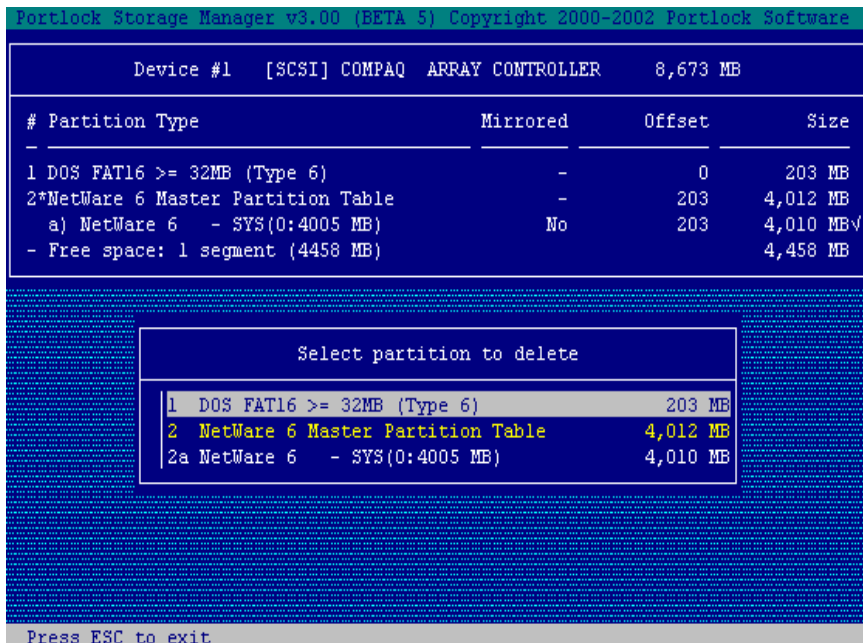 Portlock Storage Manager v3.00 (BETA 5) Copyright 2000-2002 Portlock Software
Device #1 [SCSI] COMPAQ ARRAY CONTROLLER 8,673 MB
# Partition Type Mirrored Offset Size
1 DOS FAT16 >= 32MB (Type 6) - 0 203 MB
2*NetWare 6 Master Partition Table - 203 4,012 MB
a) NetWare 6 - SYS(0:4005 MB) No 203 4,010 MB√
- Free space: 1 segment (4458 MB) 4,458 MB
Select partition to delete
1 DOS FAT16 >= 32MB (Type 6) 203 MB
2 NetWare 6 Master Partition Table 4,012 MB
2a NetWare 6 - SYS(0:4005 MB) 4,010 MB
Press ESC to exit